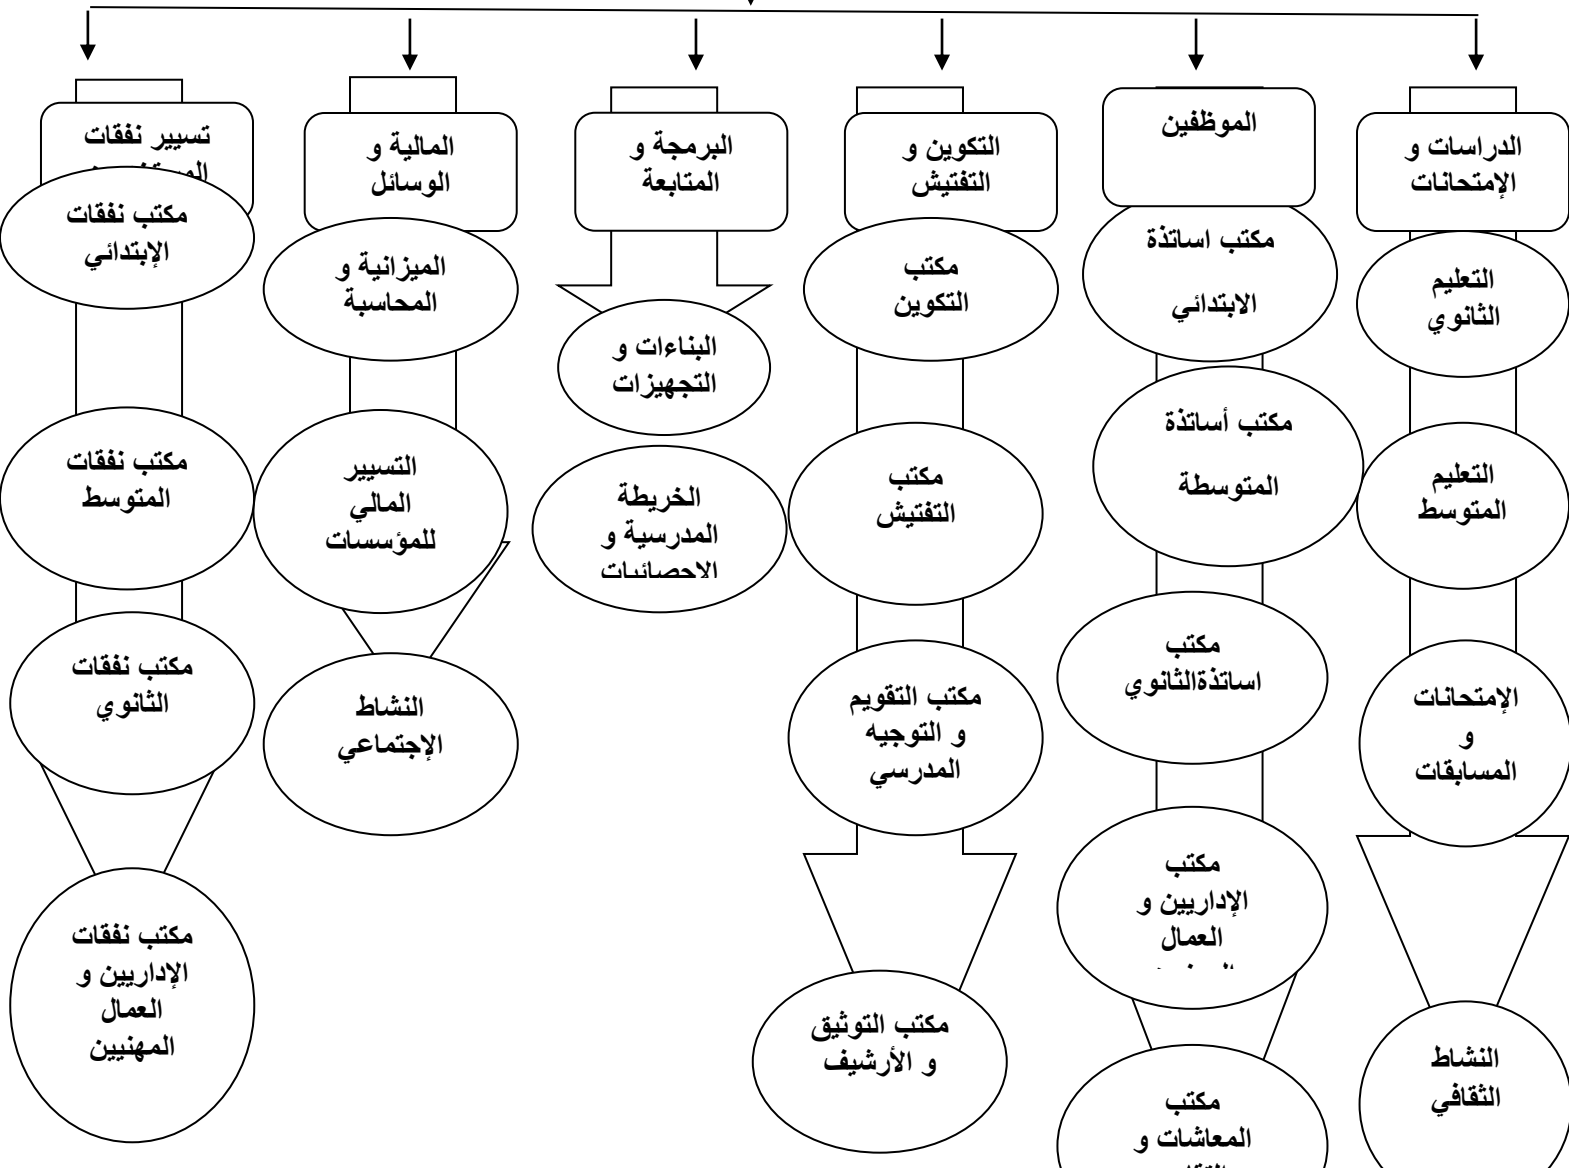 الدراسات و
الإمتحانات
التعليم
الثانوي
التعليم
المتوسط
الإمتحانات
و
المسابقات
النشاط
الثقافي
الموظفين
مكتب اساتذة
الابتدائي
مكتب أساتذة
المتوسطة
مكتب
اساتذةالثانوي
مكتب
الإداريين و
العمال
مكتب
المعاشات و
التكوين و
التفتيش
مكتب
التكوين
مكتب
التفتيش
مكتب التقويم
و التوجيه
المدرسي
مكتب التوثيق
و الأرشيف
البرمجة و
المتابعة
البناءات و
التجهيزات
الخريطة
المدرسية و
الاحصائيات
المالية و
الوسائل
الميزانية و
المحاسبة
التسيير
المالي
للمؤسسات
النشاط
الإجتماعي
تسيير نفقات
مكتب نفقات
الإبتدائي
مكتب نفقات
المتوسط
مكتب نفقات
الثانوي
مكتب نفقات
الإداريين و
العمال
المهنيين